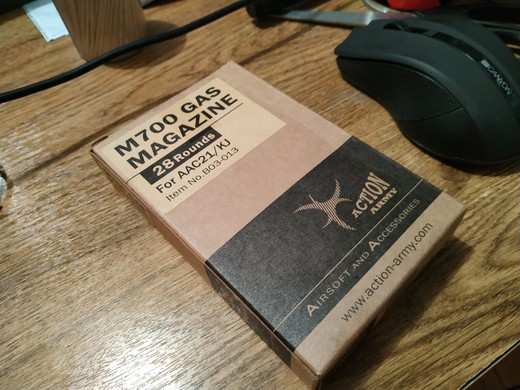 M700 GAS
MAGAZINE
28 Rounds
For AAC21/KJ
Item No.B03-013
ACTION
ARMY
AIRSOFT AND ACCESSORIES
www.action-army.com
CANYON